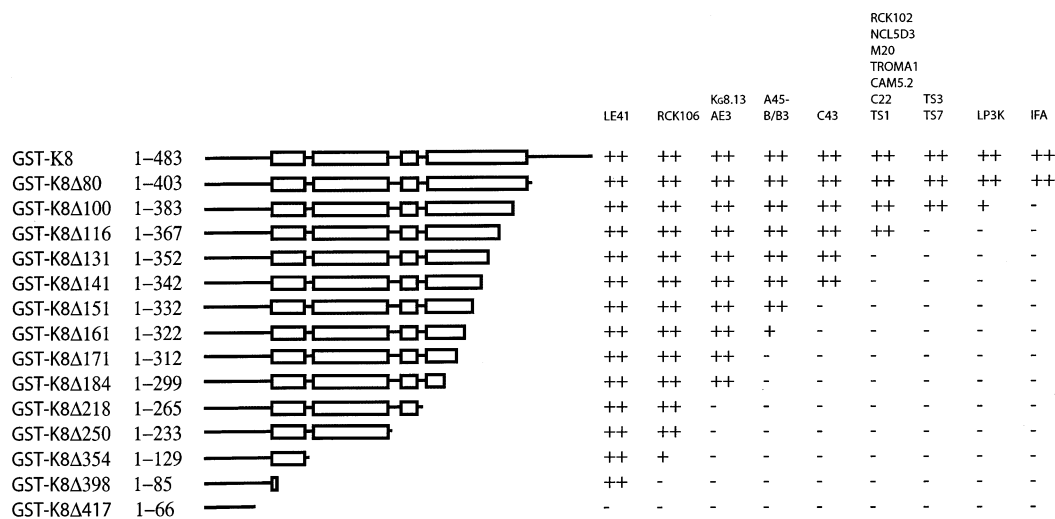 RCK102
NCL5D3
M20
TROMA1
CAM5.2
KG8.13 A45- C22 TS3
LE41 RCK106 AE3 B/B3 C43 TS1 TS7 LP3K IFA
GST-K8 1–483 ++ ++ ++ ++ ++ ++ ++ ++ ++
GST-K8Δ80 1–403 ++ ++ ++ ++ ++ ++ ++ ++ ++
GST-K8Δ100 1–383 ++ ++ ++ ++ ++ ++ ++ + -
GST-K8Δ116 1–367 ++ ++ ++ ++ ++ ++ - - -
GST-K8Δ131 1–352 ++ ++ ++ ++ ++ - - - -
GST-K8Δ141 1–342 ++ ++ ++ ++ ++ - - - -
GST-K8Δ151 1–332 ++ ++ ++ ++ - - - - -
GST-K8Δ161 1–322 ++ ++ ++ + - - - - -
GST-K8Δ171 1–312 ++ ++ ++ - - - - - -
GST-K8Δ184 1–299 ++ ++ ++ - - - - - -
GST-K8Δ218 1–265 ++ ++ - - - - - - -
GST-K8Δ250 1–233 ++ ++ - - - - - - -
GST-K8Δ354 1–129 ++ + - - - - - - -
GST-K8Δ398 1–85 ++ - - - - - - - -
GST-K8Δ417 1–66 - - - - - - - - -